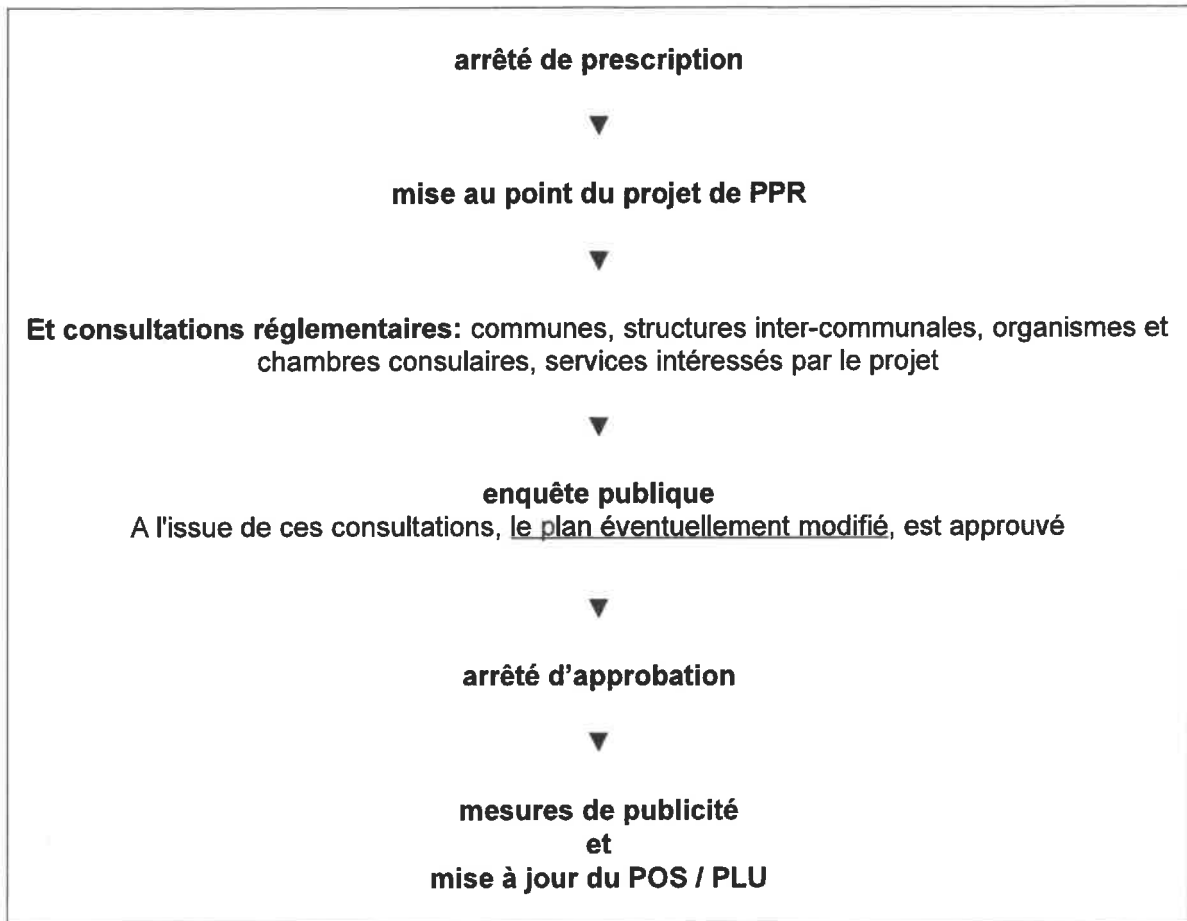 arrêté de prescription
▼
mise au point du projet de PPR
▼
Et consultations réglementaires: communes, structures inter-communales, organismes et
chambres consulaires, services intéressés par le projet
▼
enquête publique
A l'issue de ces consultations, le plan éventuellement modifié, est approuvé
▼
arrêté d'approbation
▼
mesures de publicité
et
mise à jour du POS / PLU